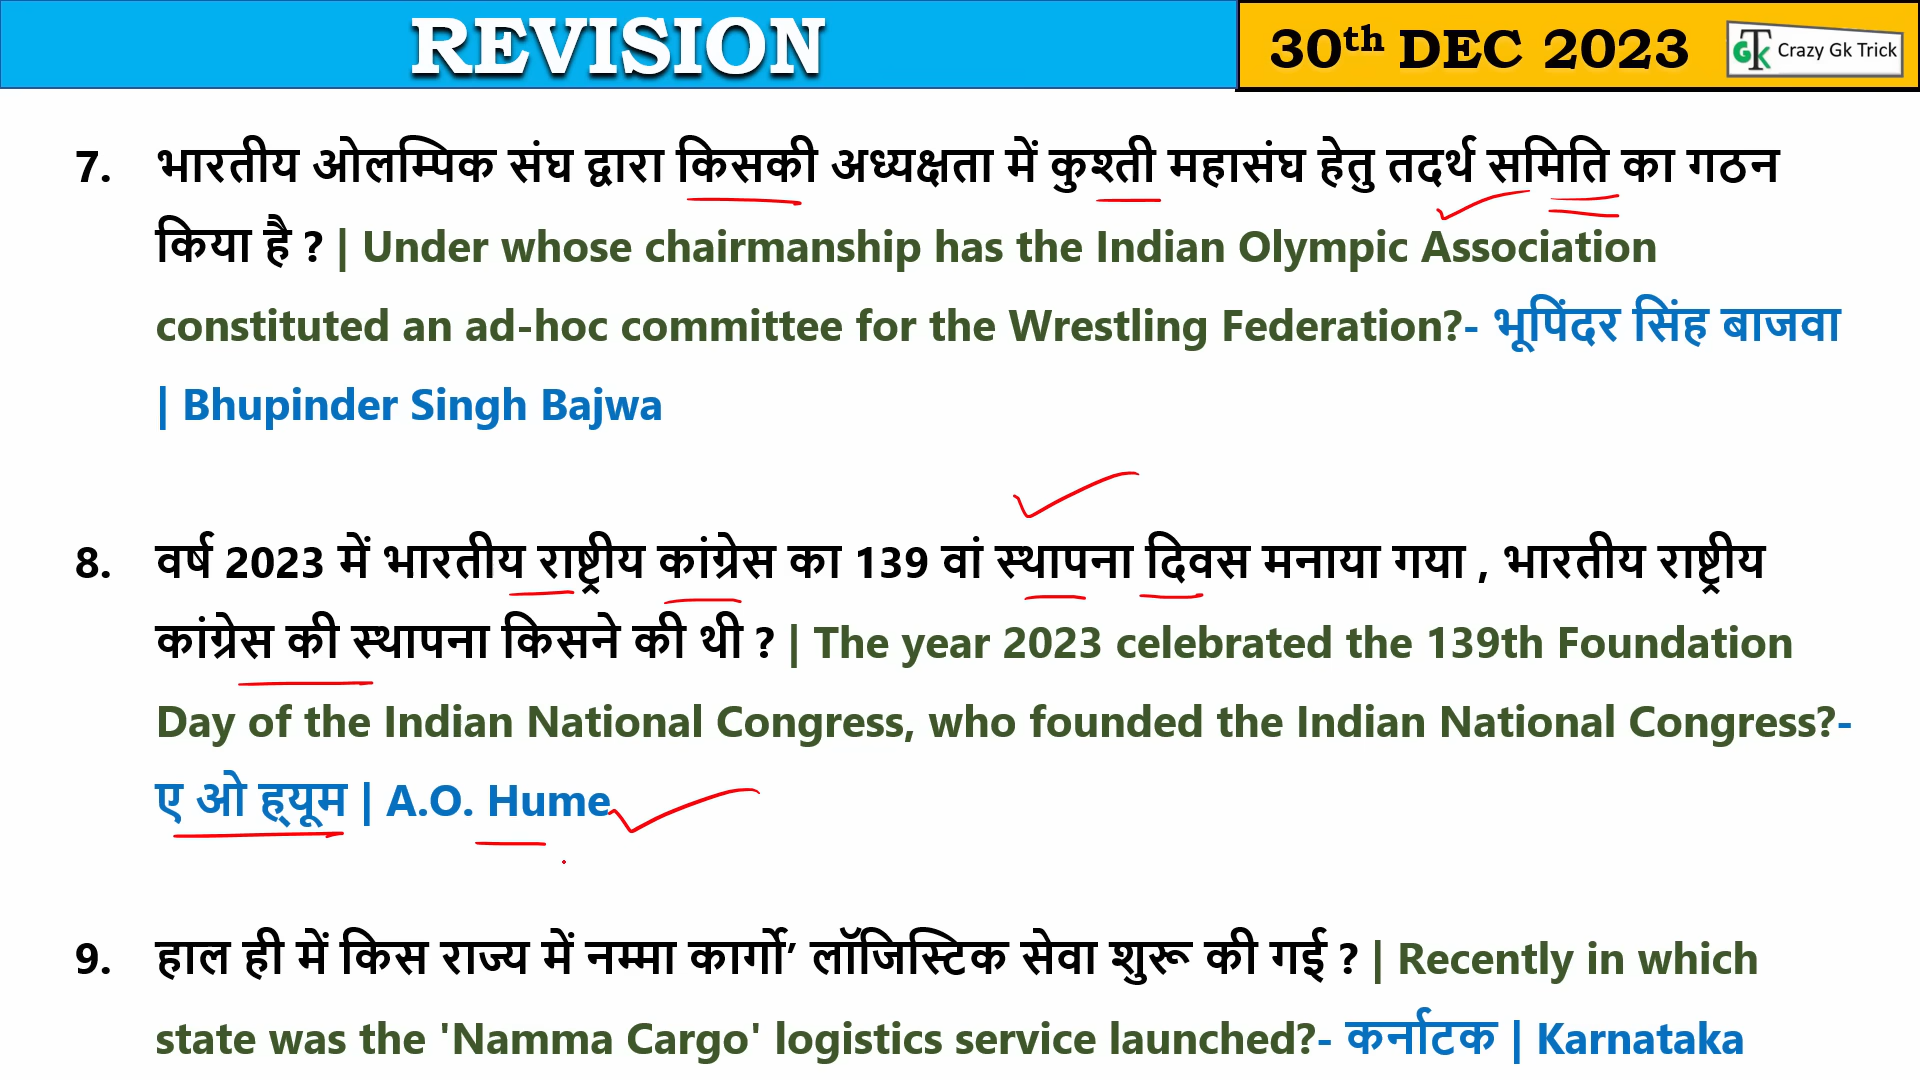 REVISION
30th DEC 2023
GTK Crazy Gk Trick
7. भारतीय ओलम्पिक संघ द्वारा किसकी अध्यक्षता में कुश्ती महासंघ हेतु तदर्थ समिति का गठन
किया है ? | Under whose chairmanship has the Indian Olympic Association
constituted an ad-hoc committee for the Wrestling Federation?- भूपिंदर सिंह बाजवा
| Bhupinder Singh Bajwa
8. वर्ष 2023 में भारतीय राष्ट्रीय कांग्रेस का 139 वां स्थापना दिवस मनाया गया , भारतीय राष्ट्रीय
कांग्रेस की स्थापना किसने की थी ? | The year 2023 celebrated the 139th Foundation
Day of the Indian National Congress, who founded the Indian National Congress?-
ए ओ ह्यूम | A.O. Hume
9. हाल ही में किस राज्य में नम्मा कार्गो’ लॉजिस्टिक सेवा शुरू की गई ? | Recently in which
state was the 'Namma Cargo' logistics service launched?- कर्नाटक | Karnataka